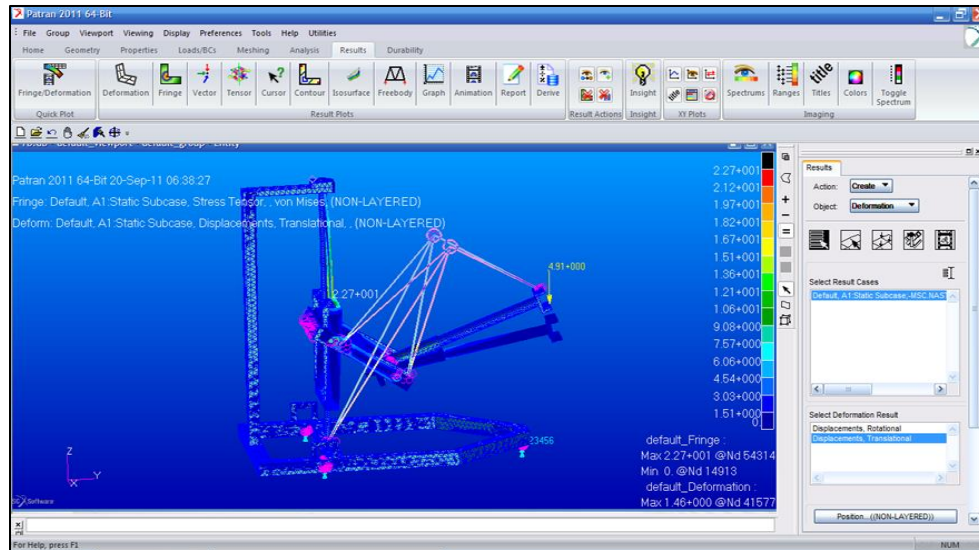 Patran 2011 64-Bit
File Group Viewport Viewing Display Preferences Tools Help Utilities
Home Geometry Properties Loads/BCs Meshing Analysis Results Durability
Fringe/Deformation Deformation Fringe Vector Tensor Cursor Contour Isosurface Freebody Graph Animation Report Derive Insight Spectrums Ranges Titles Colors Toggle Spectrum
Quick Plot Result Plots Result Actions Insight XY Plots Imaging
Patran 2011 64-Bit 20-Sep-11 06:38:27
Fringe: Default, A1:Static Subcase, Stress Tensor, , von Mises, (NON-LAYERED)
Deform: Default, A1:Static Subcase, Displacements, Translational, , (NON-LAYERED)
4.91+000
2.27+001
23456
Z
Y
X
2.27+001
2.12+001
1.97+001
1.82+001
1.67+001
1.51+001
1.36+001
1.21+001
1.06+001
9.08+000
7.57+000
6.06+000
4.54+000
3.03+000
1.51+000
0.
default_Fringe :
Max 2.27+001 @Nd 54314
Min 0. @Nd 14913
default_Deformation :
Max 1.46+000 @Nd 41577
Results
Action: Create
Object: Deformation
Select Result Cases
Default, A1:Static Subcase;-MSC.NAS
Select Deformation Result
Displacements, Rotational
Displacements, Translational
Position...((NON-LAYERED))
For Help, press F1
NUM